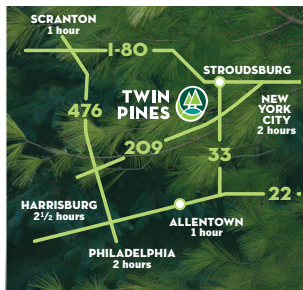 SCRANTON
1 hour
I-80
STROUDSBURG
TWIN
PINES
476
NEW
YORK
CITY
2 hours
209
33
22
HARRISBURG
2½ hours
ALLENTOWN
1 hour
PHILADELPHIA
2 hours